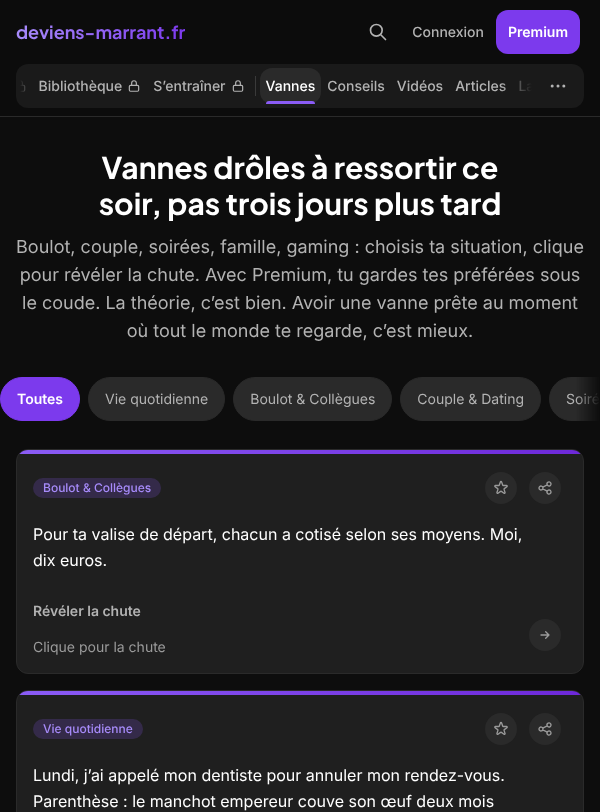 deviens-marrant.fr
Connexion
Premium
Bibliothèque
S’entraîner
Vannes
Conseils
Vidéos
Articles
Vannes drôles à ressortir ce
soir, pas trois jours plus tard
Boulot, couple, soirées, famille, gaming : choisis ta situation, clique
pour révéler la chute. Avec Premium, tu gardes tes préférées sous
le coude. La théorie, c’est bien. Avoir une vanne prête au moment
où tout le monde te regarde, c’est mieux.
Toutes
Vie quotidienne
Boulot & Collègues
Couple & Dating
Boulot & Collègues
Pour ta valise de départ, chacun a cotisé selon ses moyens. Moi,
dix euros.
Révéler la chute
Clique pour la chute
Vie quotidienne
Lundi, j’ai appelé mon dentiste pour annuler mon rendez-vous.
Parenthèse : le manchot empereur couve son œuf deux mois